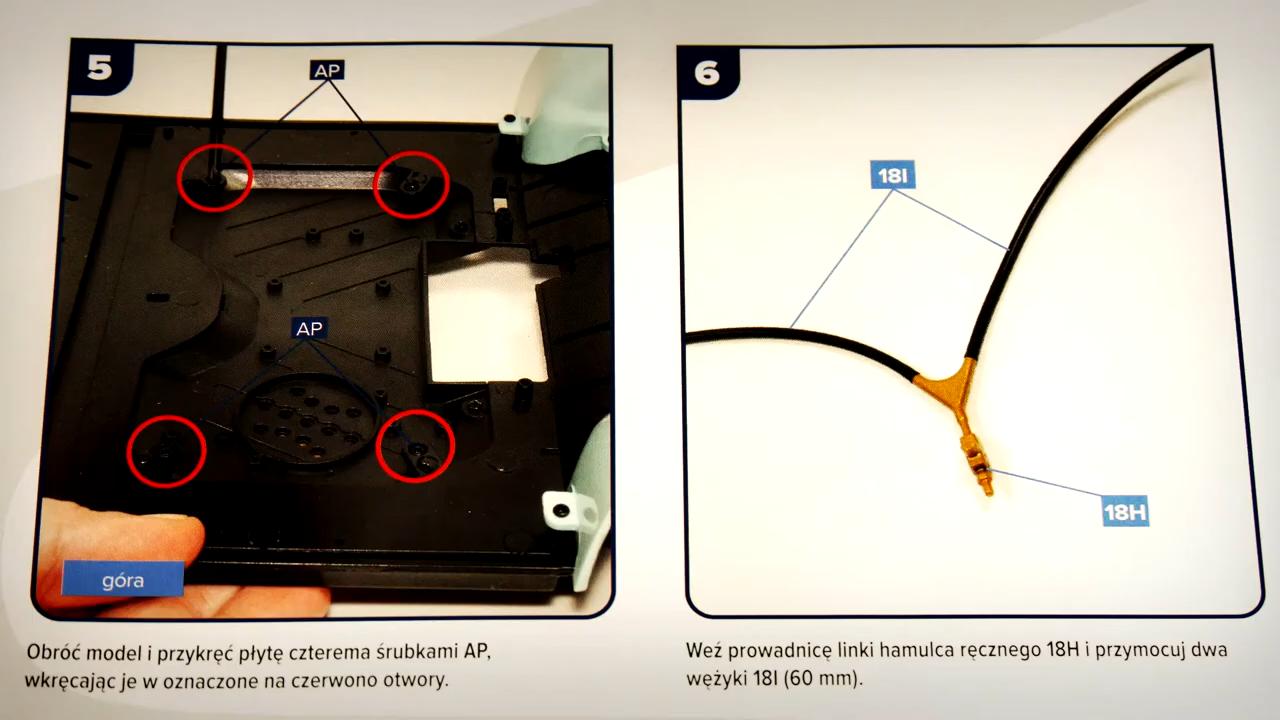 5
AP
AP
góra
Obróć model i przykręć płytę czterema śrubkami AP,
wkręcając je w oznaczone na czerwono otwory.
6
18I
18H
Weź prowadnicę linki hamulca ręcznego 18H i przymocuj dwa
wężyki 18I (60 mm).